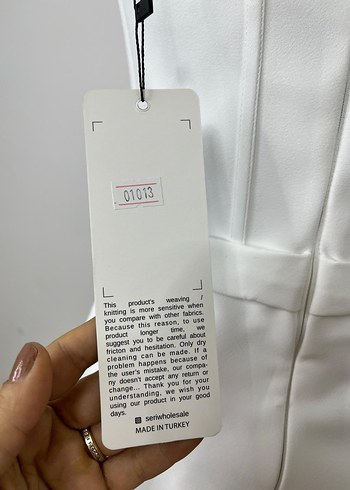 01013
This product's weaving /
knitting is more sensitive when
you compare with other fabrics.
Because this reason, to use
product longer time, we
suggest you to be careful about
fricton and hesitation. Only dry
cleaning can be made. If a
problem happens because of
the user's mistake, our compa-
ny doesn't accept any return or
change... Thank you for your
understanding, we wish you
using our product in your good
days.
seriwholesale
MADE IN TURKEY